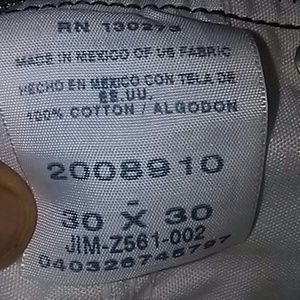 RN 130273
MADE IN MEXICO OF US FABRIC
HECHO EN MEXICO CON TELA DE
EE.UU.
100% COTTON / ALGODON
2008910
30 X 30
JIM-Z561-002
040326745797